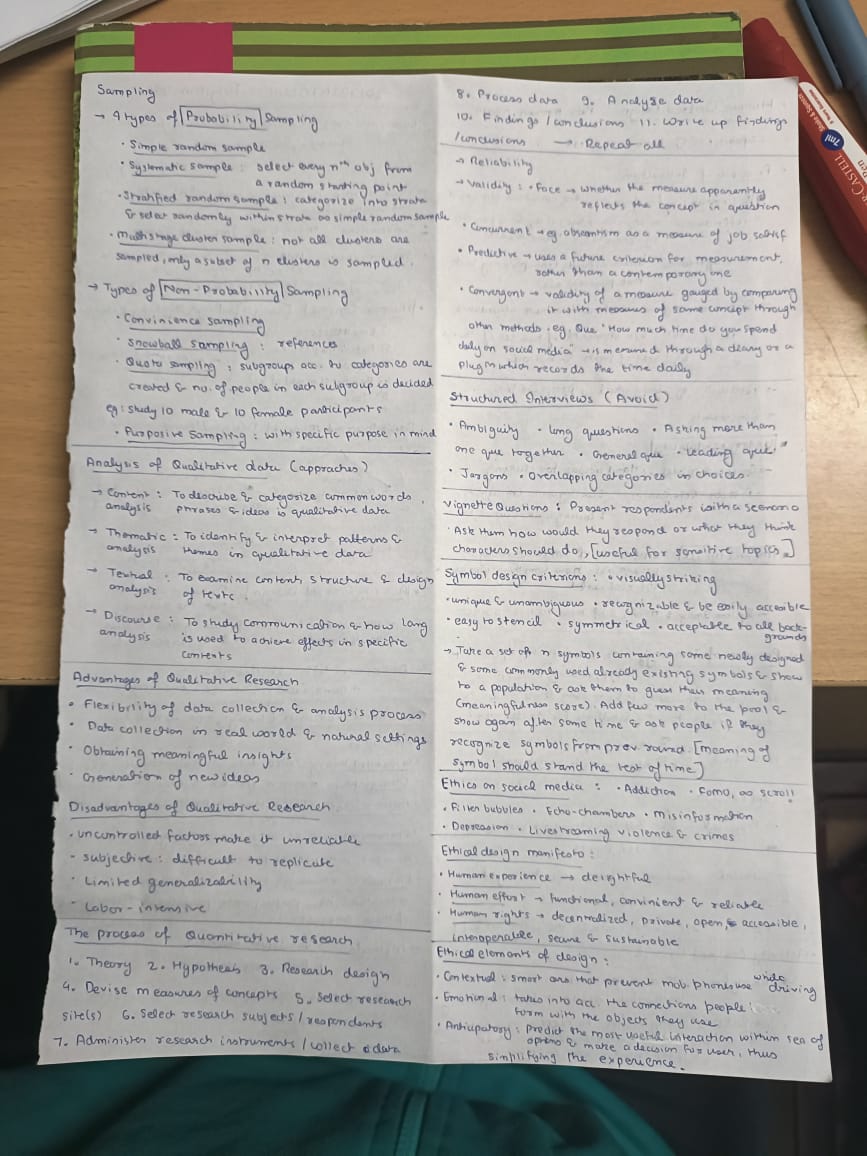 Sampling
→ 4 types of Probability Sampling
• Simple random sample
• Systematic sample : select every nth obj from
a random starting point
• Stratified random sample : categorize into strata
& select randomly within strata as simple random sample
• Multistage cluster sample : not all clusters are
sampled, only a subset of n clusters is sampled.
→ Types of Non-Probability Sampling
• Convinience sampling
• Snowball sampling : references
• Quota sampling : subgroups acc. to categories are
created & no. of people in each subgroup is decided
eg: study 10 male & 10 female participants
• Purposive Sampling : with specific purpose in mind
Analysis of Qualitative data (approaches)
→ Content : To describe & categorize common words,
analysis phrases & ideas is qualitative data
→ Thematic : To identify & interpret patterns &
analysis themes in qualitative data
→ Textual : To examine content, structure & design
analysis of texts.
→ Discourse : To study communication & how lang
analysis is used to achieve effects in specific
contexts
Advantages of Qualitative Research
• Flexibility of data collection & analysis process
• Data collection in real world & natural settings
• Obtaining meaningful insights
• Generation of new ideas
Disadvantages of Qualitative Research
• uncontrolled factors make it unreliable
- subjective : difficult to replicate
• Limited generalizability
• Labor-intensive
The process of Quantitative research
1. Theory 2. Hypothesis 3. Research design
4. Devise measures of concepts 5. Select research
site(s) 6. Select research subjects / respondents
7. Administer research instruments / collect data
8. Process data 9. Analyse data
10. Findings / conclusions 11. Write up findings
/ conclusions → Repeat all
→ Reliability
→ Validity : • Face → whether the measure apparently
reflects the concept in question
• Concurrent → eg. absenteism as a measure of job satisf
• Predictive → uses a future criterion for measurement,
rather than a contemporary one
• Convergent → validity of a measure gauged by comparing
it with measures of same concept through
other methods. eg. Que "How much time do you spend
daily on social media" → is measured through a diary or a
plugin which records the time daily
Structured Interviews (Avoid)
• Ambiguity • Long questions • Asking more than
one que together • General que • Leading que
• Jargons • Overlapping categories in choices.
Vignette Questions : Present respondents with a scenario
• Ask them how would they respond or what they think
characters should do, [useful for sensitive topics.]
Symbol design criterions : • visually striking
• unique & unambiguous • recognizable & be easily accesible
• easy to stencil • symmetrical • acceptable to all back-
grounds
→ Take a set of n symbols containing some newly designed
& some commonly used already existing symbols & show
to a population & ask them to guess their meaning
(meaningfulness score). Add few more to the pool &
show again after some time & ask people if they
recognize symbols from prev. round. [meaning of
symbol should stand the test of time]
Ethics on social media : • Addiction • Fomo, ∞ scroll
• Filter bubbles • Echo-chambers • misinformation
• Depression • Livestreaming violence & crimes
Ethical design manifesto :
• Human experience → delightful
• Human effort → functional, convinient & reliable
• Human rights → decentralized, private, open, accessible,
interoperable, secure & sustainable
Ethical elements of design :
• Contextual : smart cars that prevent mob. phones use while driving
• Emotional : takes into acc. the connections people
form with the objects they use
• Anticipatory : Predict the most useful interaction within sea of
options & make a decision for user, thus
simplifying the experience.
7ml